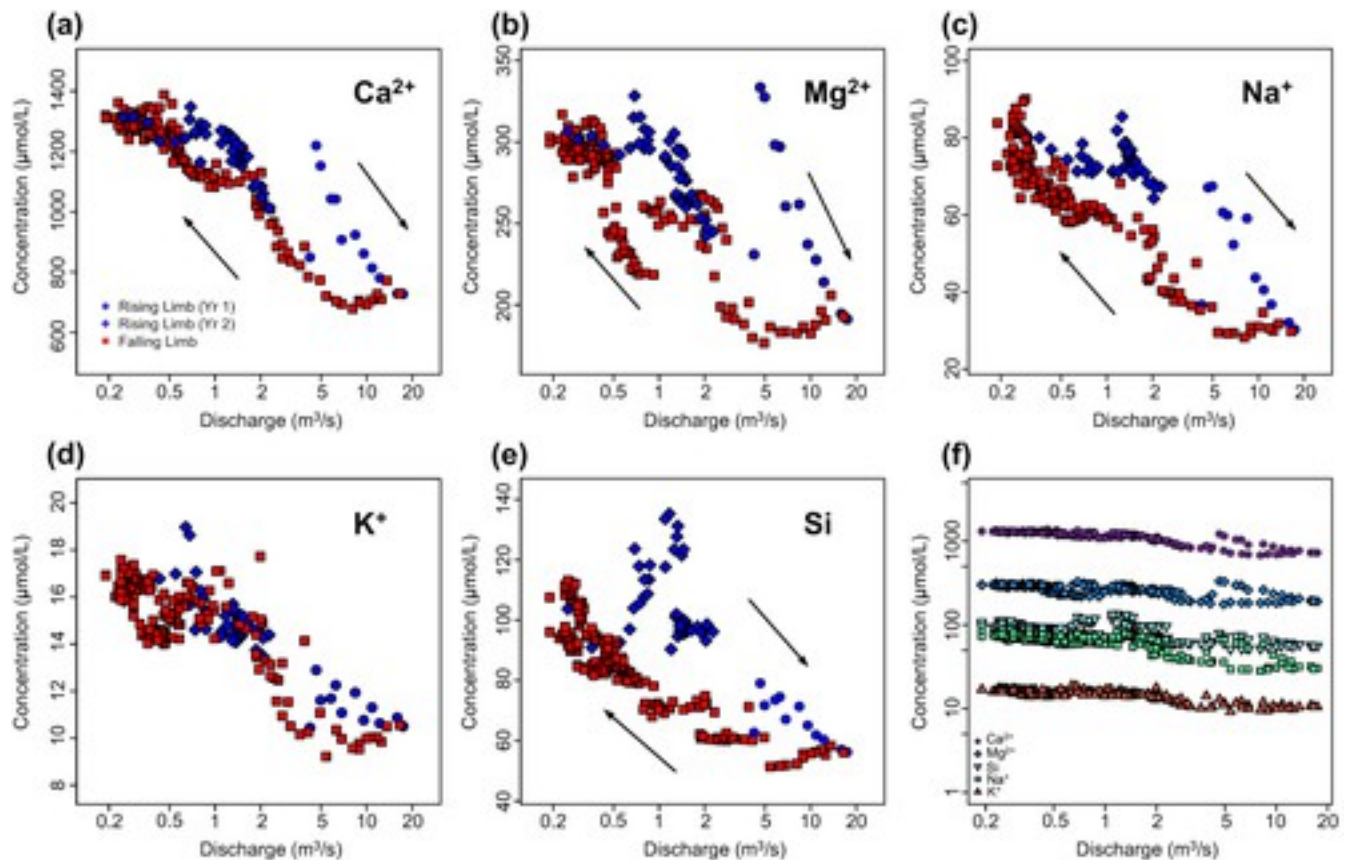 (a)
Ca²⁺
Concentration (µmol/L)
1400
1200
1000
800
600
Rising Limb (Yr 1)
Rising Limb (Yr 2)
Falling Limb
0.2 0.5 1 2 5 10 20
Discharge (m³/s)
(b)
Mg²⁺
Concentration (µmol/L)
350
300
250
200
0.2 0.5 1 2 5 10 20
Discharge (m³/s)
(c)
Na⁺
Concentration (µmol/L)
100
80
60
40
20
0.2 0.5 1 2 5 10 20
Discharge (m³/s)
(d)
K⁺
Concentration (µmol/L)
20
18
16
14
12
10
8
0.2 0.5 1 2 5 10 20
Discharge (m³/s)
(e)
Si
Concentration (µmol/L)
140
120
100
80
60
40
0.2 0.5 1 2 5 10 20
Discharge (m³/s)
(f)
Concentration (µmol/L)
1000
100
10
1
Ca²⁺
Mg²⁺
Si
Na⁺
K⁺
0.2 0.5 1 2 5 10 20
Discharge (m³/s)